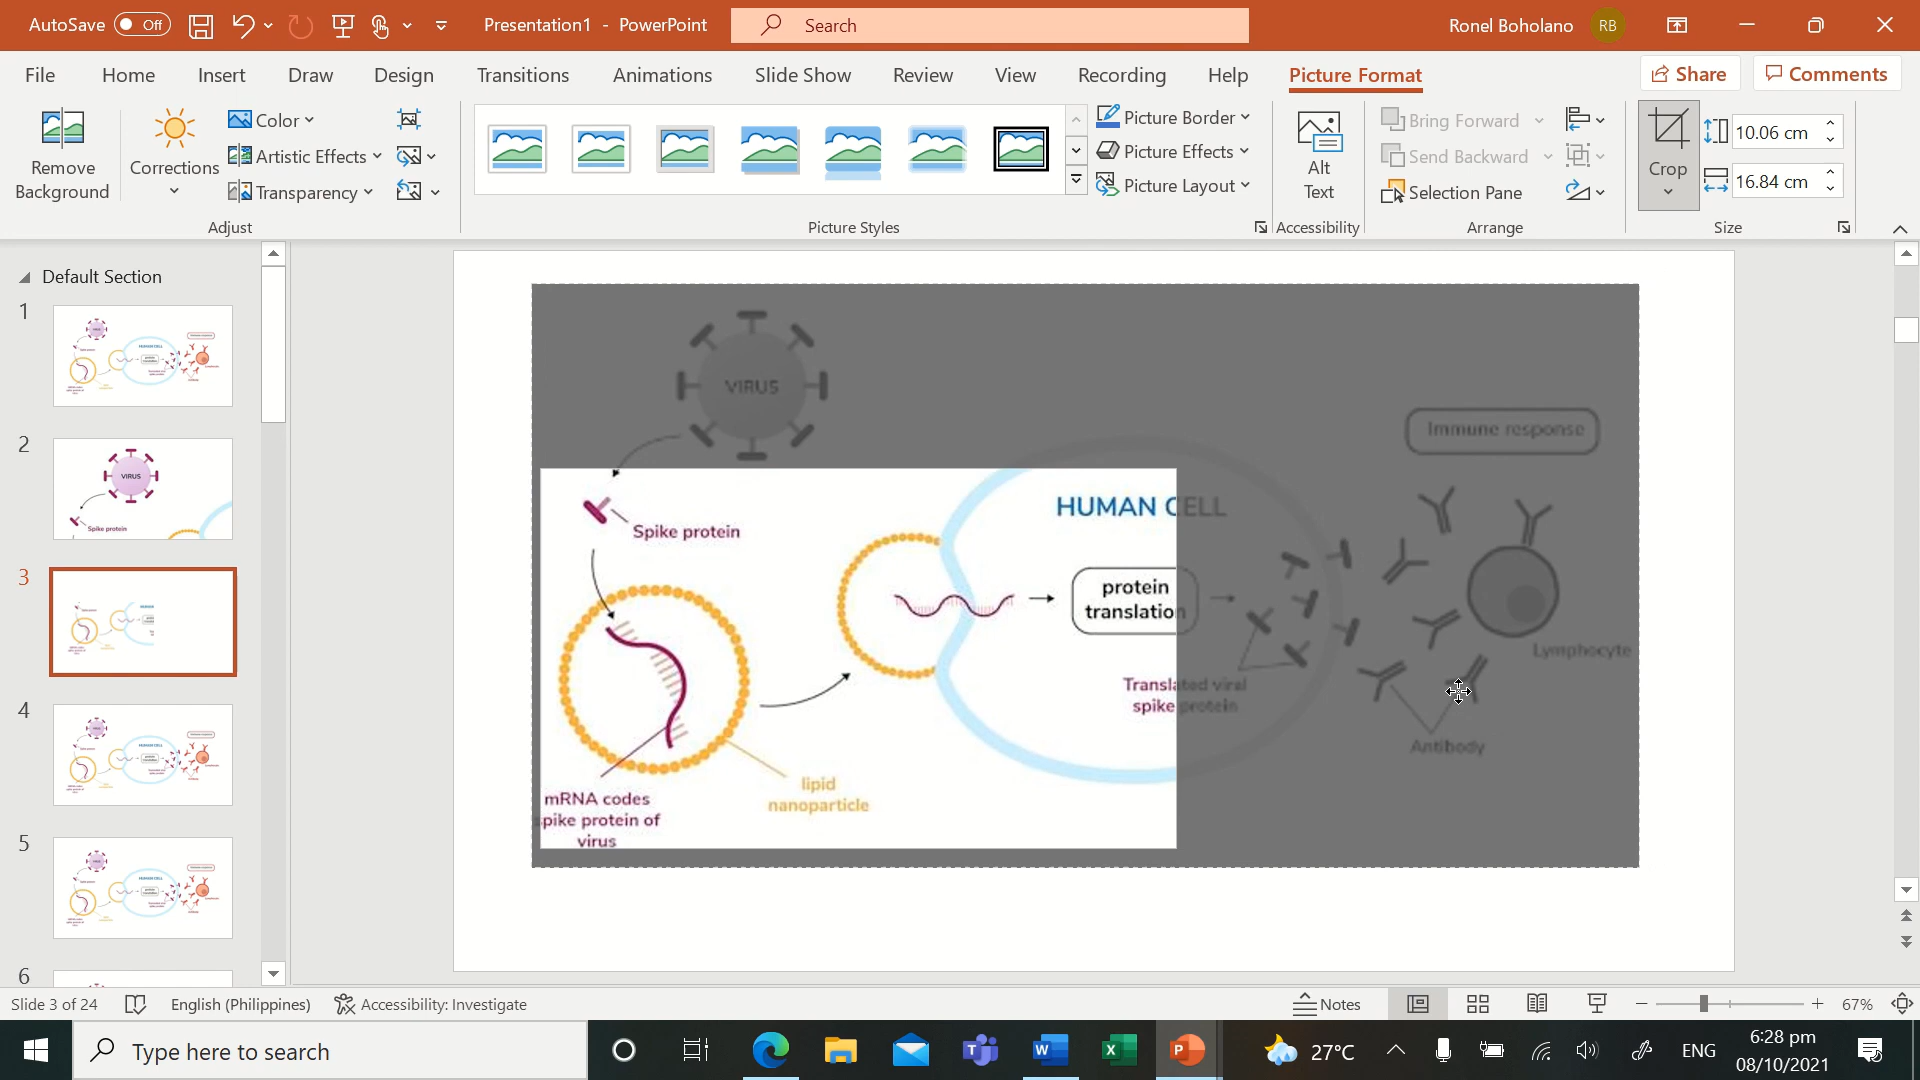 AutoSave Off Presentation1 - PowerPoint Search Ronel Boholano RB
File Home Insert Draw Design Transitions Animations Slide Show Review View Recording Help Picture Format Share Comments
Remove
Background
Corrections
Color
Artistic Effects
Transparency
Adjust
Picture Styles
Picture Border
Picture Effects
Picture Layout
Alt
Text
Accessibility
Bring Forward
Send Backward
Selection Pane
Arrange
Crop
10.06 cm
16.84 cm
Size
Default Section
1
2
VIRUS
Spike protein
3
4
5
6
VIRUS
Immune response
Spike protein
HUMAN CELL
protein
translation
Translated viral
spike protein
Lymphocyte
Antibody
lipid
nanoparticle
mRNA codes
pike protein of
virus
Slide 3 of 24 English (Philippines) Accessibility: Investigate Notes 67%
Type here to search 27°C ENG 6:28 pm
08/10/2021